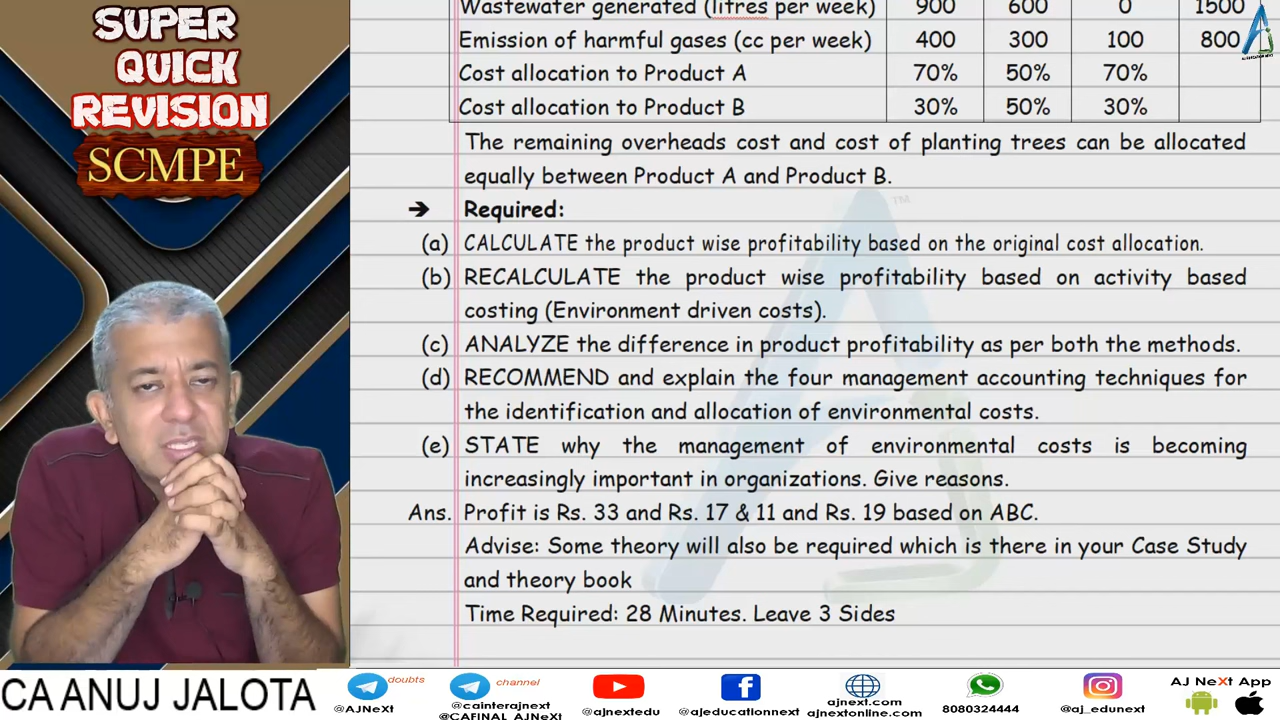 SUPER
QUICK
REVISION
SCMPE
Wastewater generated (litres per week) 900 600 0 1500
Emission of harmful gases (cc per week) 400 300 100 800
Cost allocation to Product A 70% 50% 70%
Cost allocation to Product B 30% 50% 30%
The remaining overheads cost and cost of planting trees can be allocated
equally between Product A and Product B.
➔ Required:
(a) CALCULATE the product wise profitability based on the original cost allocation.
(b) RECALCULATE the product wise profitability based on activity based
costing (Environment driven costs).
(c) ANALYZE the difference in product profitability as per both the methods.
(d) RECOMMEND and explain the four management accounting techniques for
the identification and allocation of environmental costs.
(e) STATE why the management of environmental costs is becoming
increasingly important in organizations. Give reasons.
Ans. Profit is Rs. 33 and Rs. 17 & 11 and Rs. 19 based on ABC.
Advise: Some theory will also be required which is there in your Case Study
and theory book
Time Required: 28 Minutes. Leave 3 Sides
CA ANUJ JALOTA
doubts
@AJNeXt
channel
@cainterajnext
@CAFINAL_AJNeXt
@ajnextedu
@ajeducationnext
ajnext.com
ajnextonline.com
8080324444
@aj_edunext
AJ NeXt App